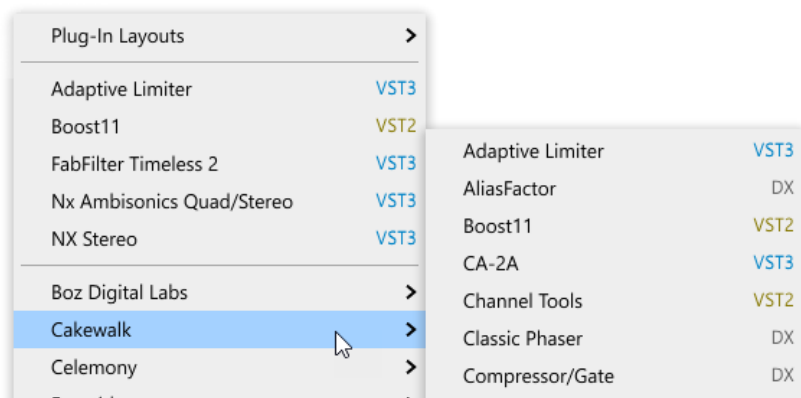 Plug-In Layouts
Adaptive Limiter VST3
Boost11 VST2
FabFilter Timeless 2 VST3
Nx Ambisonics Quad/Stereo VST3
NX Stereo VST3
Boz Digital Labs
Cakewalk
Celemony
Adaptive Limiter VST3
AliasFactor DX
Boost11 VST2
CA-2A VST3
Channel Tools VST2
Classic Phaser DX
Compressor/Gate DX